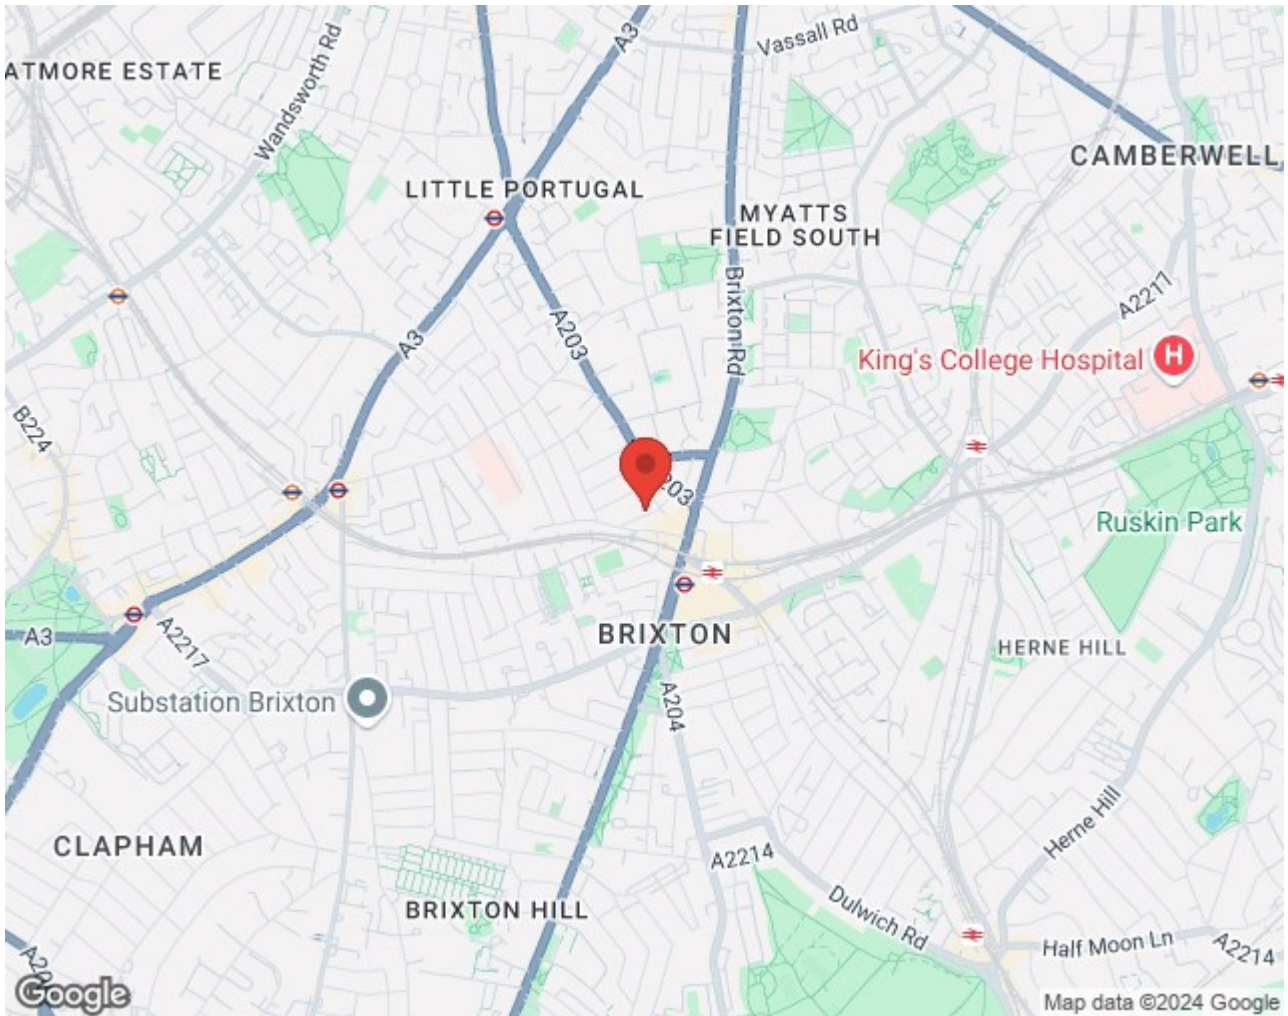 Vassall Rd
A3
ATMORE ESTATE
Wandsworth Rd
CAMBERWELL
LITTLE PORTUGAL
MYATTS
FIELD SOUTH
Brixton Rd
A2217
A203
A3
King's College Hospital
H
B224
203
Ruskin Park
A3
A2217
BRIXTON
HERNE HILL
Substation Brixton
A204
Herne Hill
CLAPHAM
A2214
Dulwich Rd
BRIXTON HILL
Half Moon Ln
A2214
Google
Map data ©2024 Google